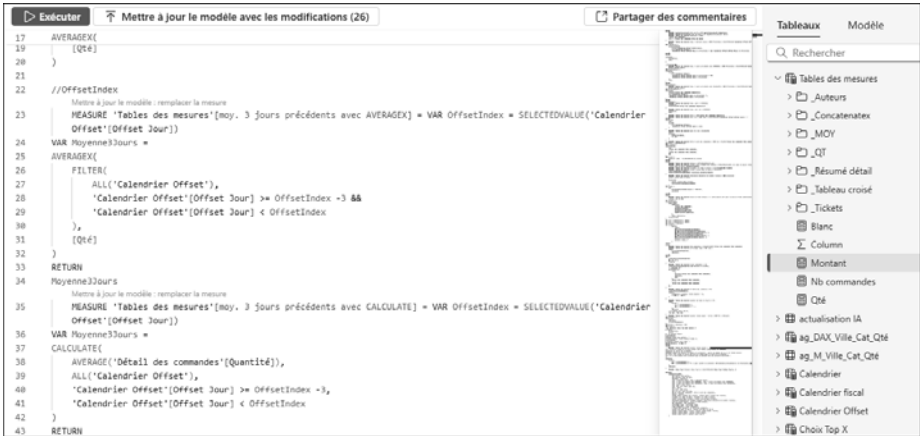 Exécuter
Mettre à jour le modèle avec les modifications (26)
Partager des commentaires
17 AVERAGEX(
19 [Qté]
20 )
21
22 //OffsetIndex
Mettre à jour le modèle : remplacer la mesure
23 MEASURE 'Tables des mesures'[moy. 3 jours précédents avec AVERAGEX] = VAR OffsetIndex = SELECTEDVALUE('Calendrier
Offset'[Offset Jour])
24 VAR Moyenne3Jours =
25 AVERAGEX(
26 FILTER(
27 ALL('Calendrier Offset'),
28 'Calendrier Offset'[Offset Jour] >= OffsetIndex -3 &&
29 'Calendrier Offset'[Offset Jour] < OffsetIndex
30 ),
31 [Qté]
32 )
33 RETURN
34 Moyenne3Jours
Mettre à jour le modèle : remplacer la mesure
35 MEASURE 'Tables des mesures'[moy. 3 jours précédents avec CALCULATE] = VAR OffsetIndex = SELECTEDVALUE('Calendrier
Offset'[Offset Jour])
36 VAR Moyenne3Jours =
37 CALCULATE(
38 AVERAGE('Détail des commandes'[Quantité]),
39 ALL('Calendrier Offset'),
40 'Calendrier Offset'[Offset Jour] >= OffsetIndex -3,
41 'Calendrier Offset'[Offset Jour] < OffsetIndex
42 )
43 RETURN
Tableaux Modèle
Rechercher
Tables des mesures
_Auteurs
_Concatenatex
_MOY
_QT
_Résumé détail
_Tableau croisé
_Tickets
Blanc
Column
Montant
Nb commandes
Qté
actualisation IA
ag_DAX_Ville_Cat_Qté
ag_M_Ville_Cat_Qté
Calendrier
Calendrier fiscal
Calendrier Offset
Choix Top X